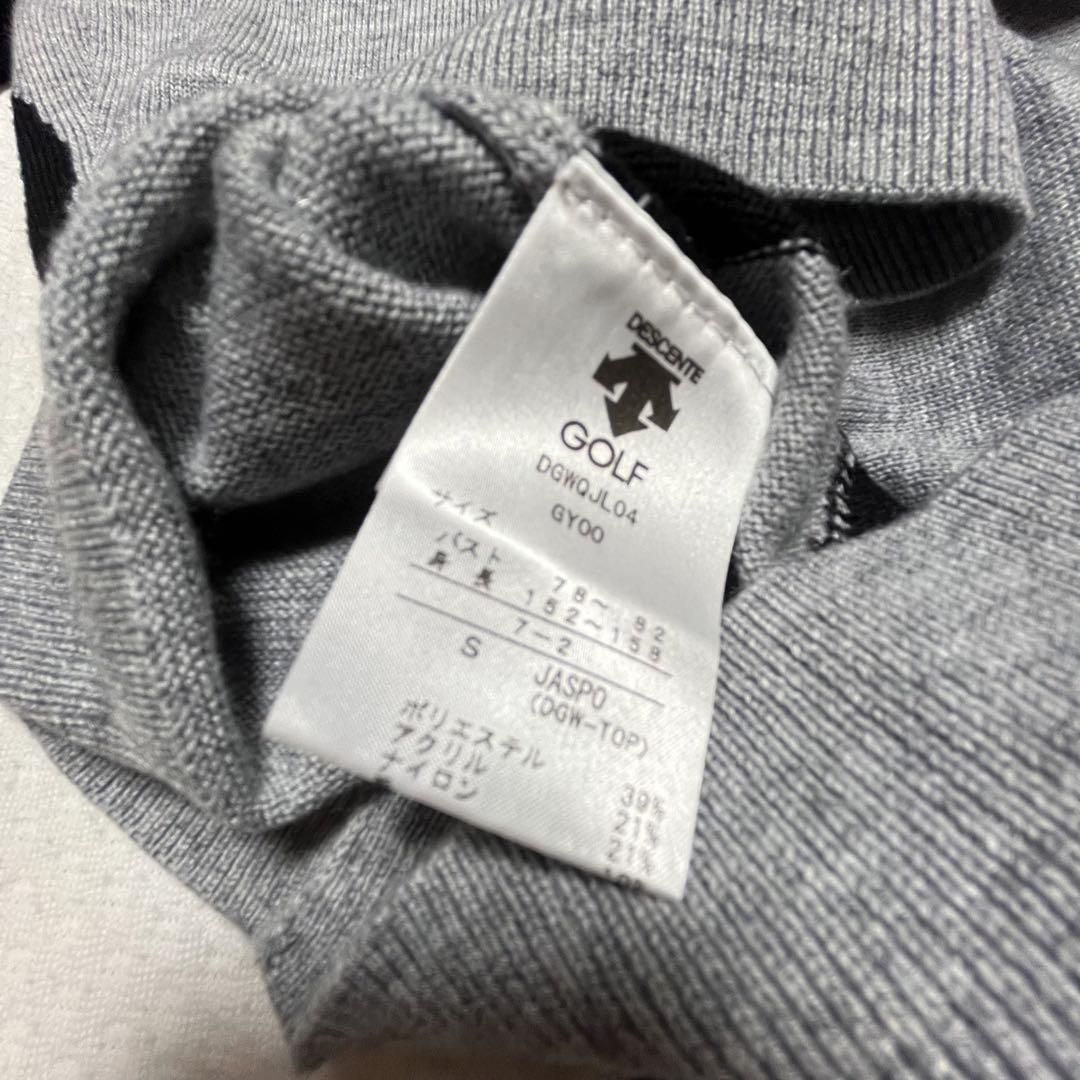 DESCENTE
GOLF
DGWQJL04
GY00
サイズ
バスト 78～ 82
身長 152～158
7-2
S JASPO
(DGW-TOP)
ポリエステル 39%
アクリル 21%
ナイロン 21%